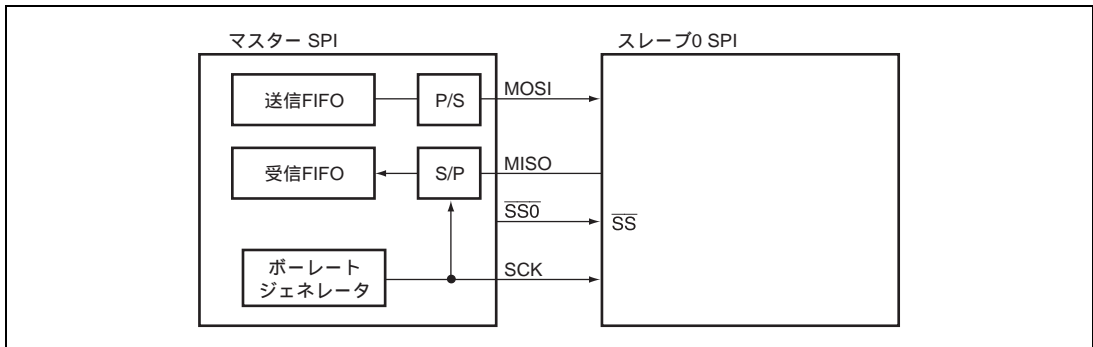 マスター SPI
スレーブ0 SPI
送信FIFO
P/S
MOSI
受信FIFO
S/P
MISO
SS0
SS
ボーレート
ジェネレータ
SCK